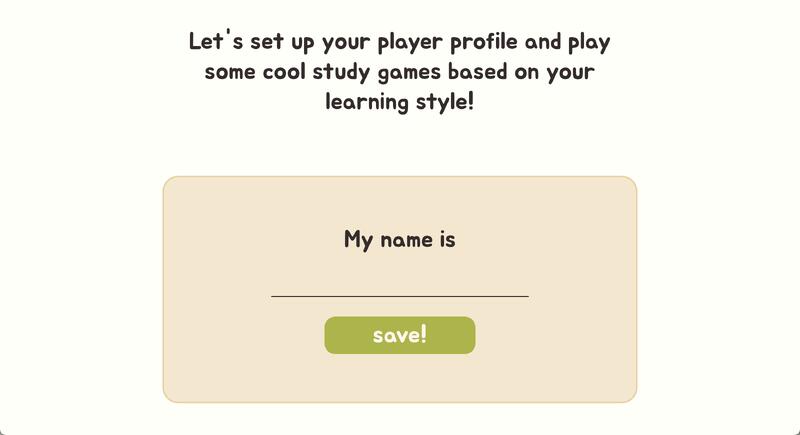 Let's set up your player profile and play
some cool study games based on your
learning style!
My name is
save!